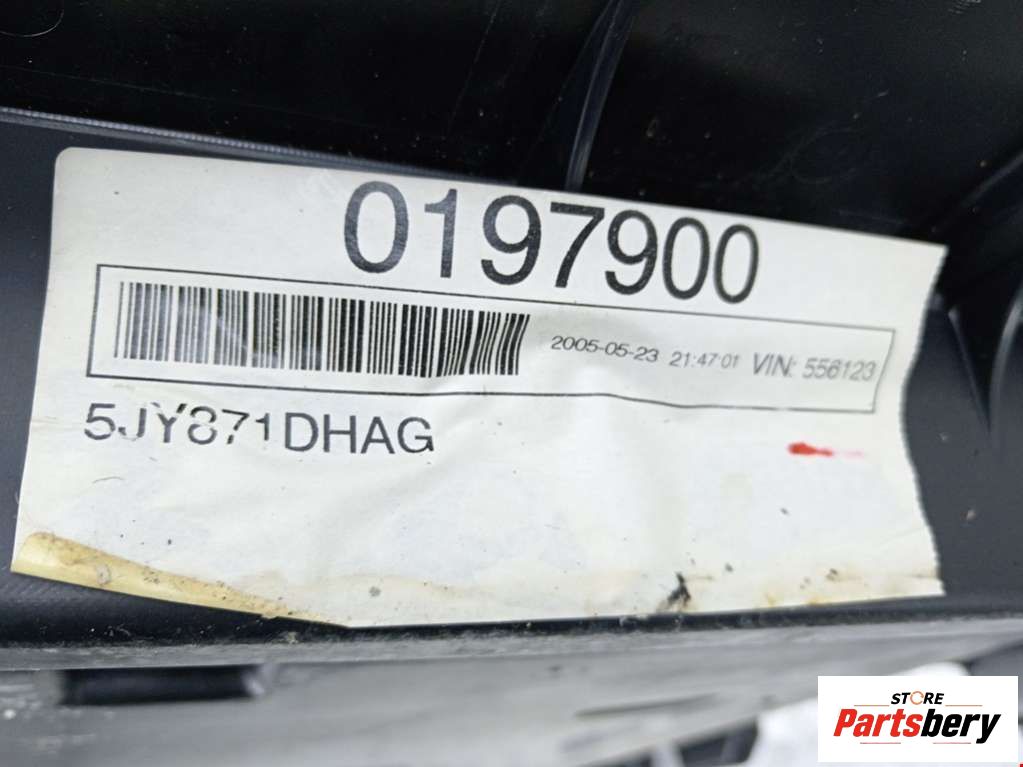 0197900
2005-05-23 21:47:01 VIN: 556123
5JY871DHAG
STORE
Partsbery